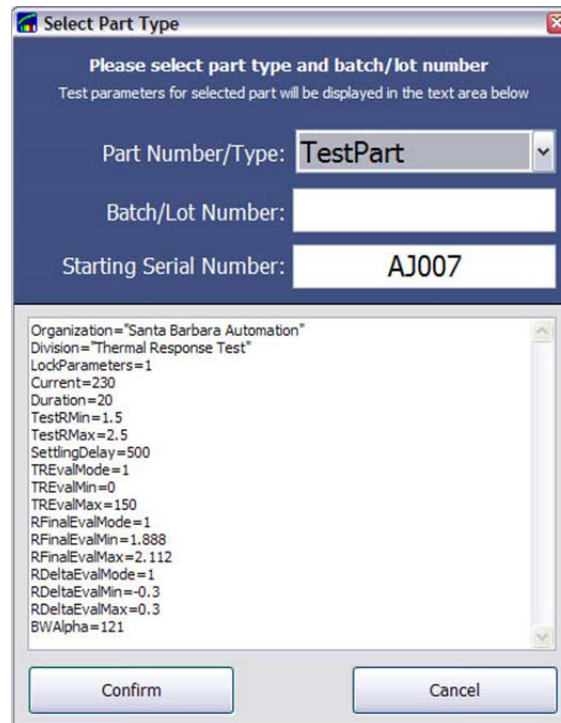 Select Part Type
Please select part type and batch/lot number
Test parameters for selected part will be displayed in the text area below
Part Number/Type: TestPart
Batch/Lot Number:
Starting Serial Number: AJ007
Organization="Santa Barbara Automation"
Division="Thermal Response Test"
LockParameters=1
Current=230
Duration=20
TestRMin=1.5
TestRMax=2.5
SettlingDelay=500
TREvalMode=1
TREvalMin=0
TREvalMax=150
RFinalEvalMode=1
RFinalEvalMin=1.888
RFinalEvalMax=2.112
RDeltaEvalMode=1
RDeltaEvalMin=-0.3
RDeltaEvalMax=0.3
BWAlpha=121
Confirm Cancel